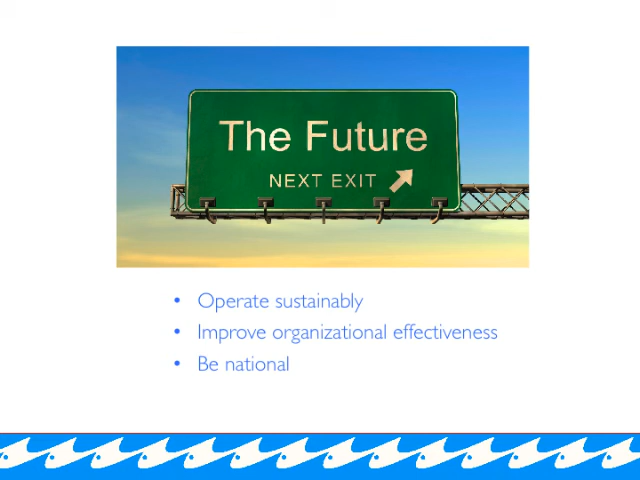 The Future
NEXT EXIT
• Operate sustainably
• Improve organizational effectiveness
• Be national